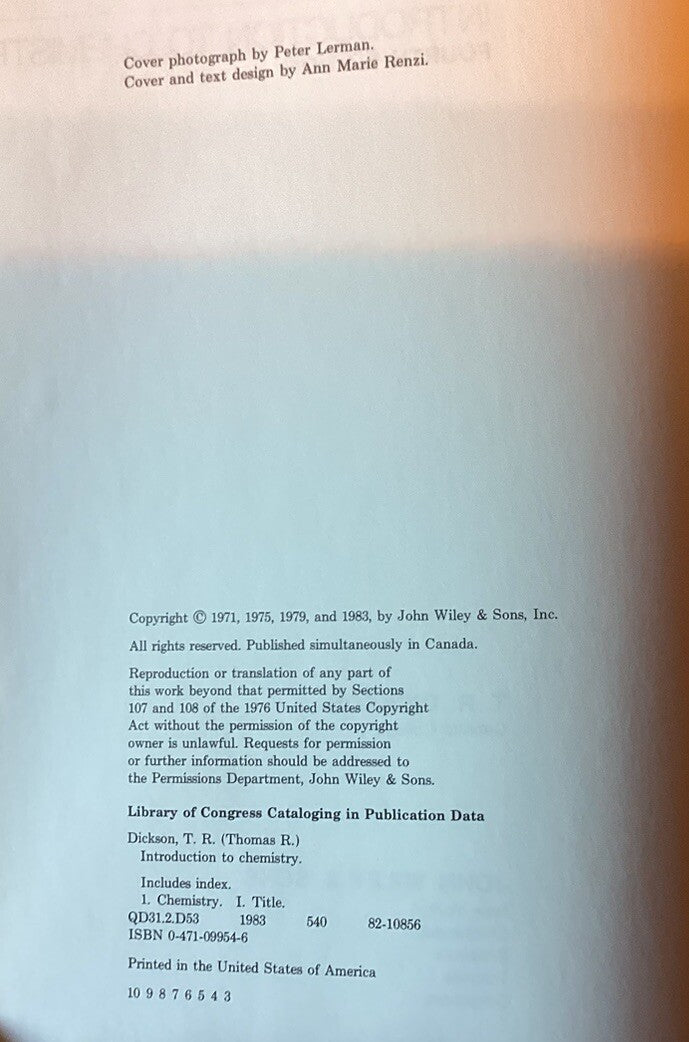 Cover photograph by Peter Lerman.
Cover and text design by Ann Marie Renzi.
Copyright © 1971, 1975, 1979, and 1983, by John Wiley & Sons, Inc.
All rights reserved. Published simultaneously in Canada.
Reproduction or translation of any part of
this work beyond that permitted by Sections
107 and 108 of the 1976 United States Copyright
Act without the permission of the copyright
owner is unlawful. Requests for permission
or further information should be addressed to
the Permissions Department, John Wiley & Sons.
Library of Congress Cataloging in Publication Data
Dickson, T. R. (Thomas R.)
Introduction to chemistry.
Includes index.
1. Chemistry. I. Title.
QD31.2.D53 1983 540 82-10856
ISBN 0-471-09954-6
Printed in the United States of America
10 9 8 7 6 5 4 3